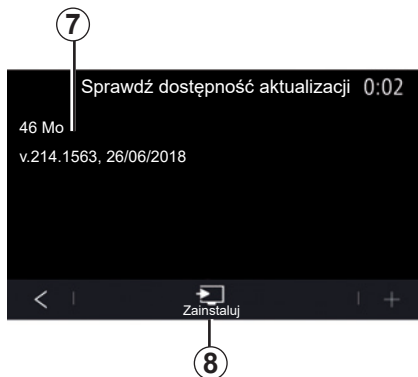 7
Sprawdź dostępność aktualizacji 0:02
46 Mo
v.214.1563, 26/06/2018
Zainstaluj
8